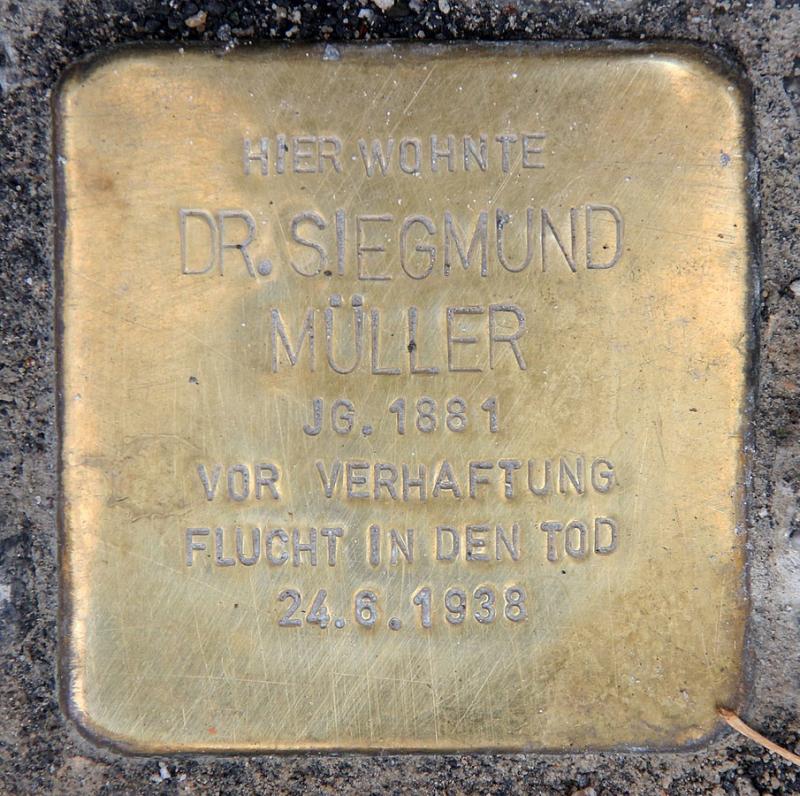 HIER WOHNTE
DR. SIEGMUND
MÜLLER
JG. 1881
VOR VERHAFTUNG
FLUCHT IN DEN TOD
24.6.1938